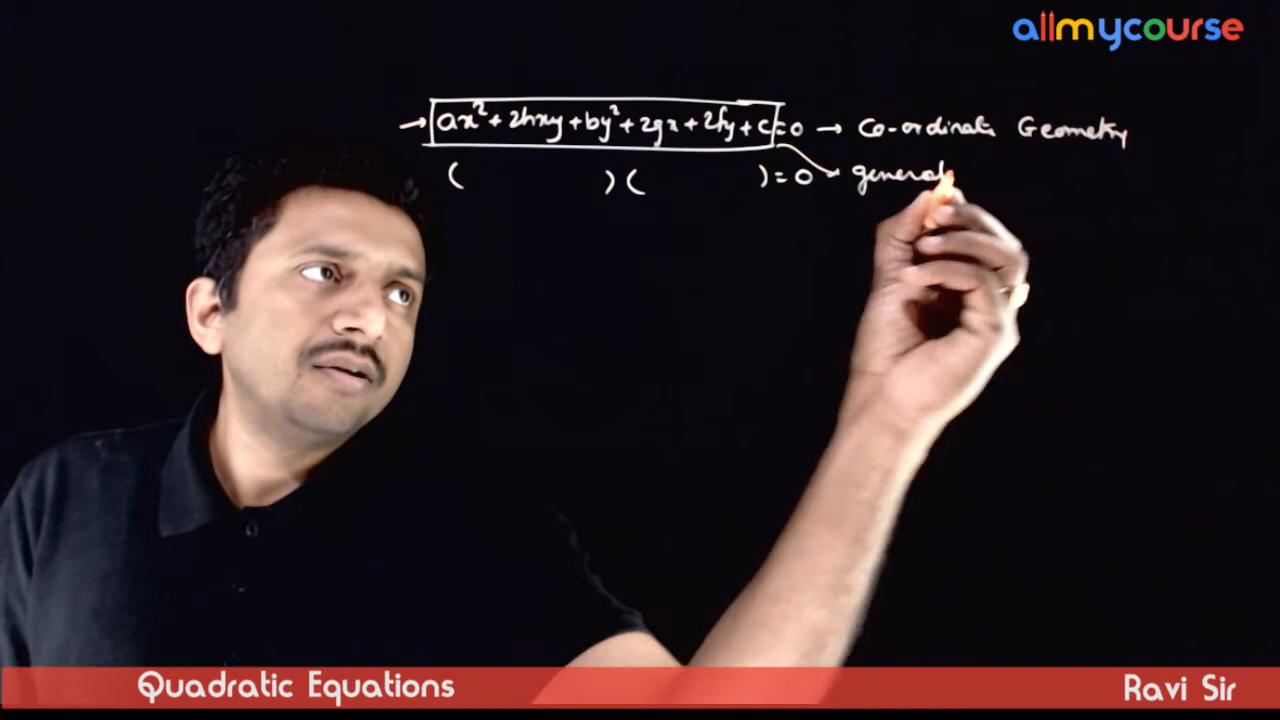 allmycourse
→ ax² + 2hxy + by² + 2gx + 2fy + c = 0 → Co-ordinate Geometry
( ) ( ) = 0 → general
Quadratic Equations
Ravi Sir